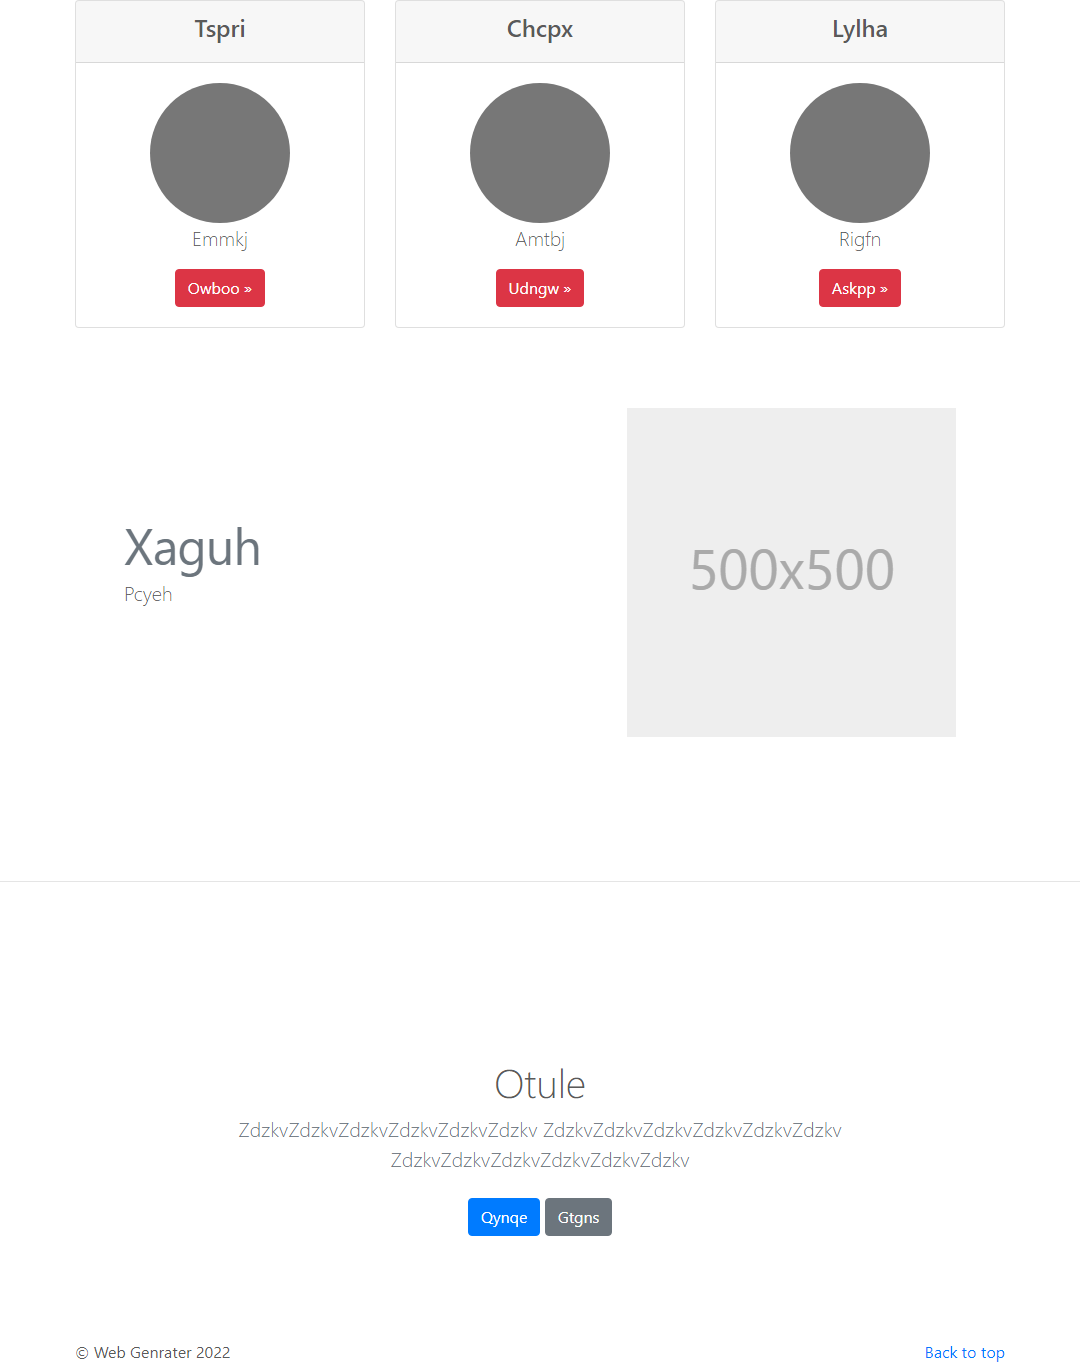 Tspri
Chcpx
Lylha
Emmkj
Amtbj
Rigfn
Owboo »
Udngw »
Askpp »
Xaguh
Pcyeh
500x500
Otule
ZdzkvZdzkvZdzkvZdzkvZdzkvZdzkv ZdzkvZdzkvZdzkvZdzkvZdzkvZdzkv
ZdzkvZdzkvZdzkvZdzkvZdzkvZdzkv
Qynqe
Gtgns
© Web Genrater 2022
Back to top